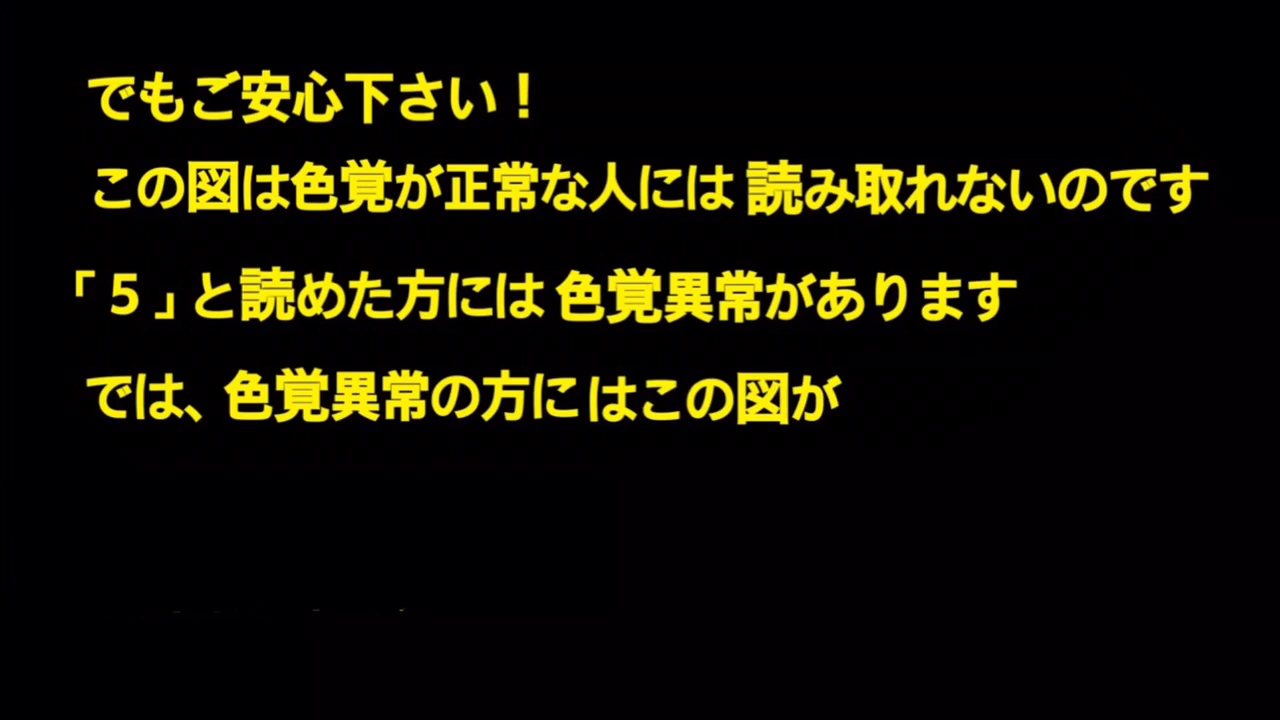 でもご安心下さい！
この図は色覚が正常な人には読み取れないのです
「５」と読めた方には色覚異常があります
では、色覚異常の方にはこの図が